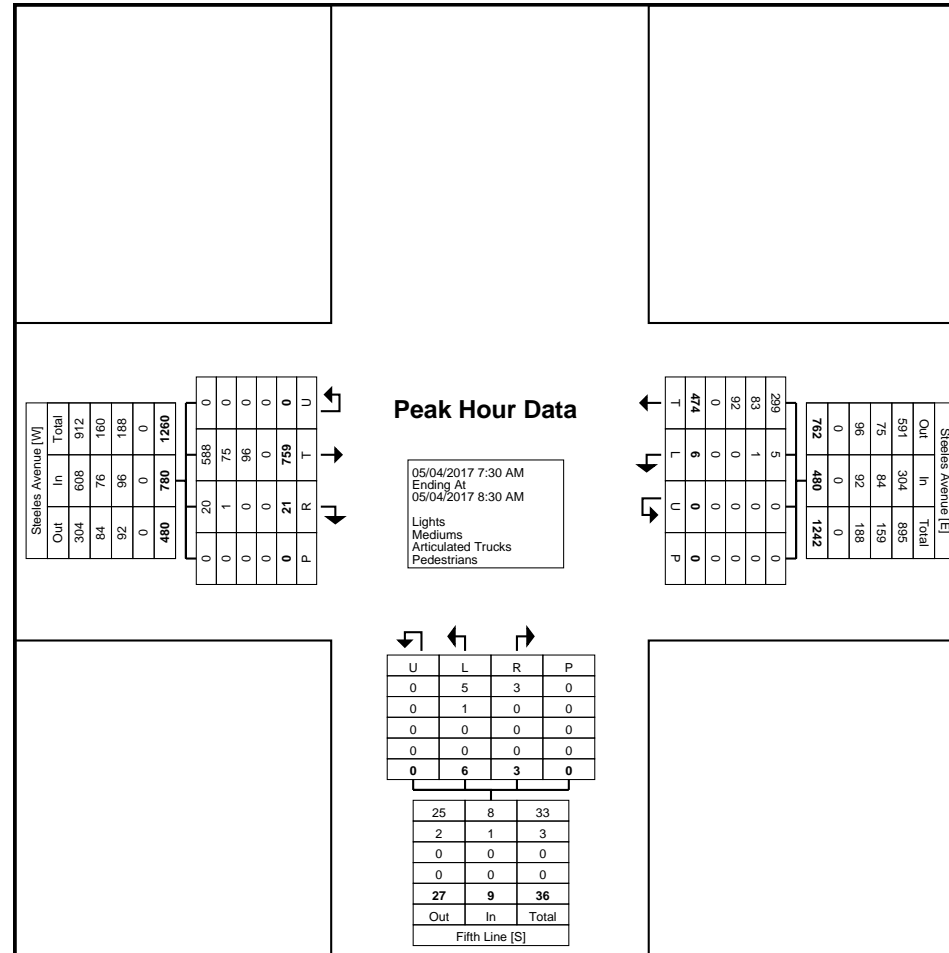 Peak Hour Data
05/04/2017 7:30 AM
Ending At
05/04/2017 8:30 AM
Lights
Mediums
Articulated Trucks
Pedestrians
U T R P
0 759 21 0
0 0 0 0
0 96 0 0
0 75 1 0
0 588 20 0
1260 780 480
0 0 0
188 96 92
160 76 84
912 608 304
Total In Out
Steeles Avenue [W]
Steeles Avenue [E]
Out In Total
591 304 895
75 84 159
96 92 188
0 0 0
762 480 1242
299 5 0 0
83 1 0 0
92 0 0 0
0 0 0 0
474 6 0 0
T L U P
U L R P
0 5 3 0
0 1 0 0
0 0 0 0
0 0 0 0
0 6 3 0
25 8 33
2 1 3
0 0 0
0 0 0
27 9 36
Out In Total
Fifth Line [S]